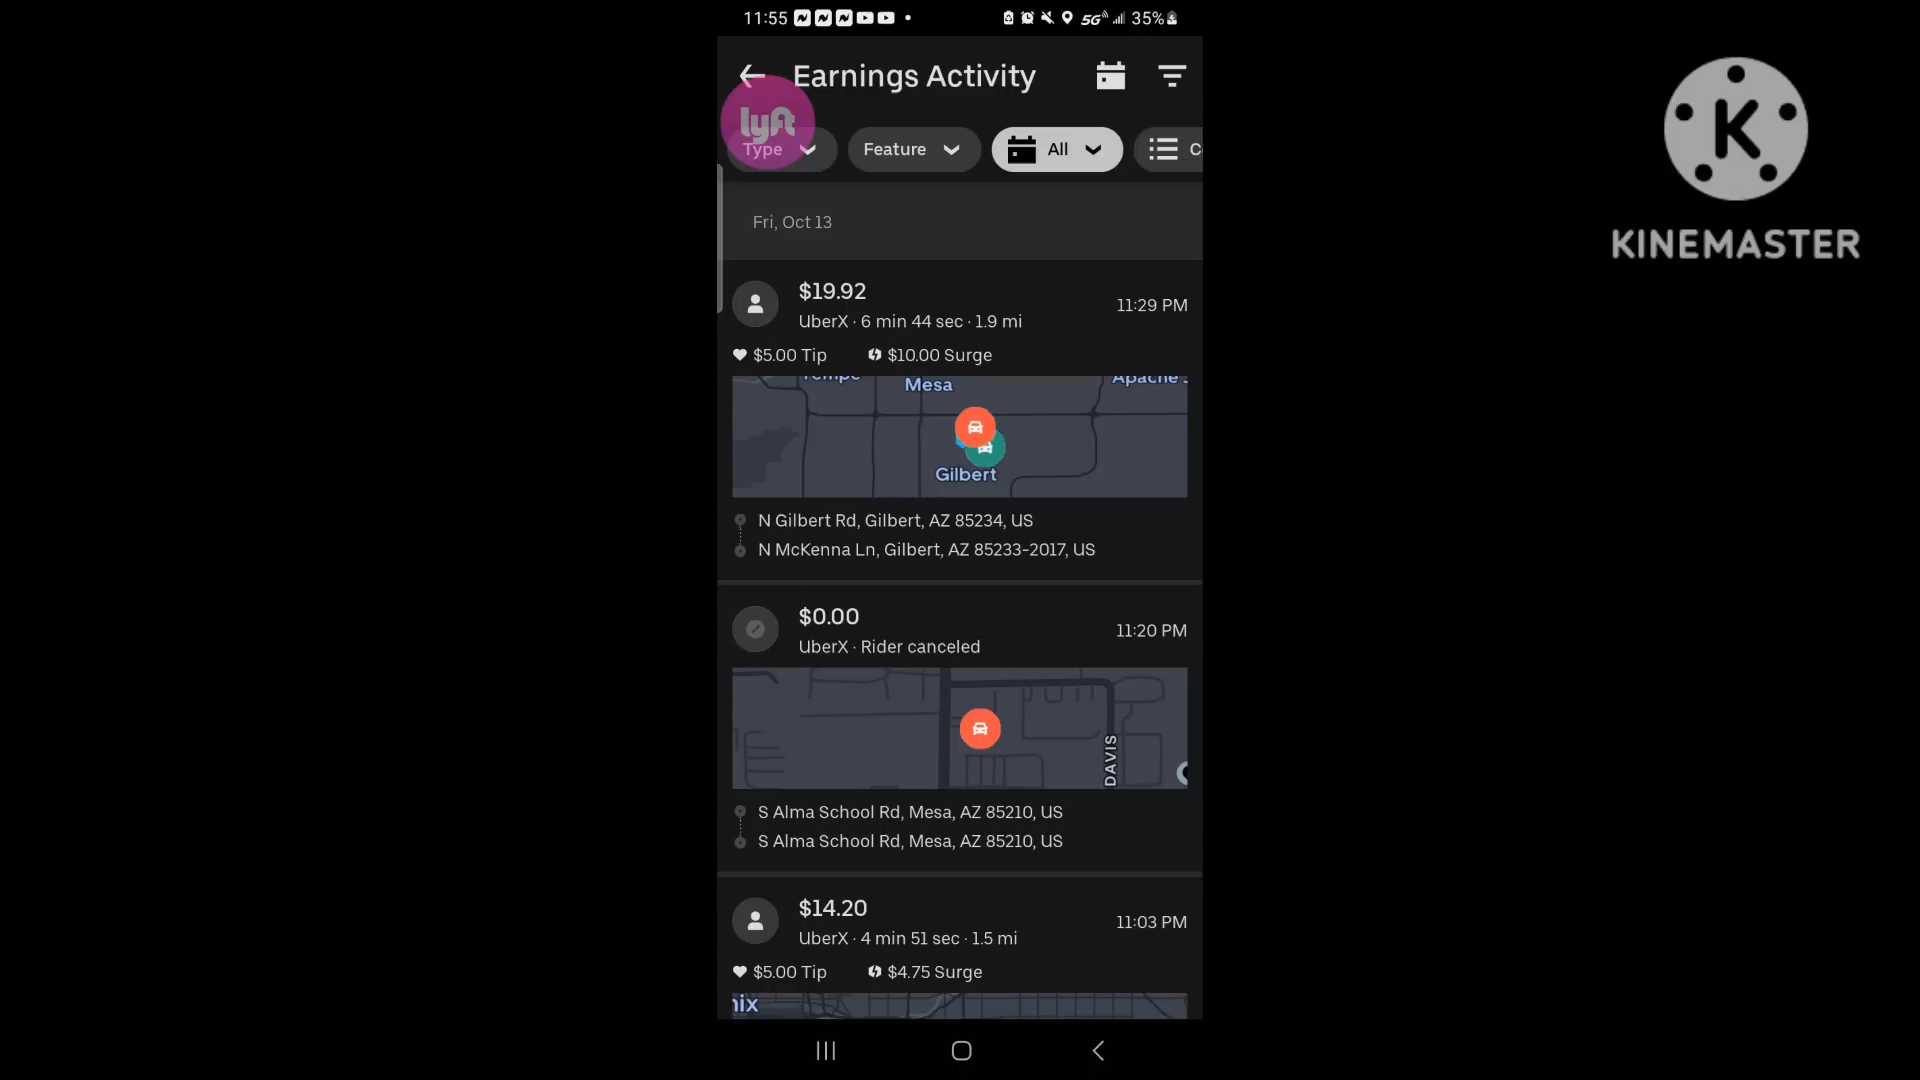 11:55
5G 35%
Earnings Activity
lyft
Type
Feature
All
C
Fri, Oct 13
$19.92
UberX · 6 min 44 sec · 1.9 mi
11:29 PM
$5.00 Tip
$10.00 Surge
Tempe
Mesa
Apache J
Gilbert
N Gilbert Rd, Gilbert, AZ 85234, US
N McKenna Ln, Gilbert, AZ 85233-2017, US
$0.00
UberX · Rider canceled
11:20 PM
DAVIS
S Alma School Rd, Mesa, AZ 85210, US
S Alma School Rd, Mesa, AZ 85210, US
$14.20
UberX · 4 min 51 sec · 1.5 mi
11:03 PM
$5.00 Tip
$4.75 Surge
nix
K
KINEMASTER